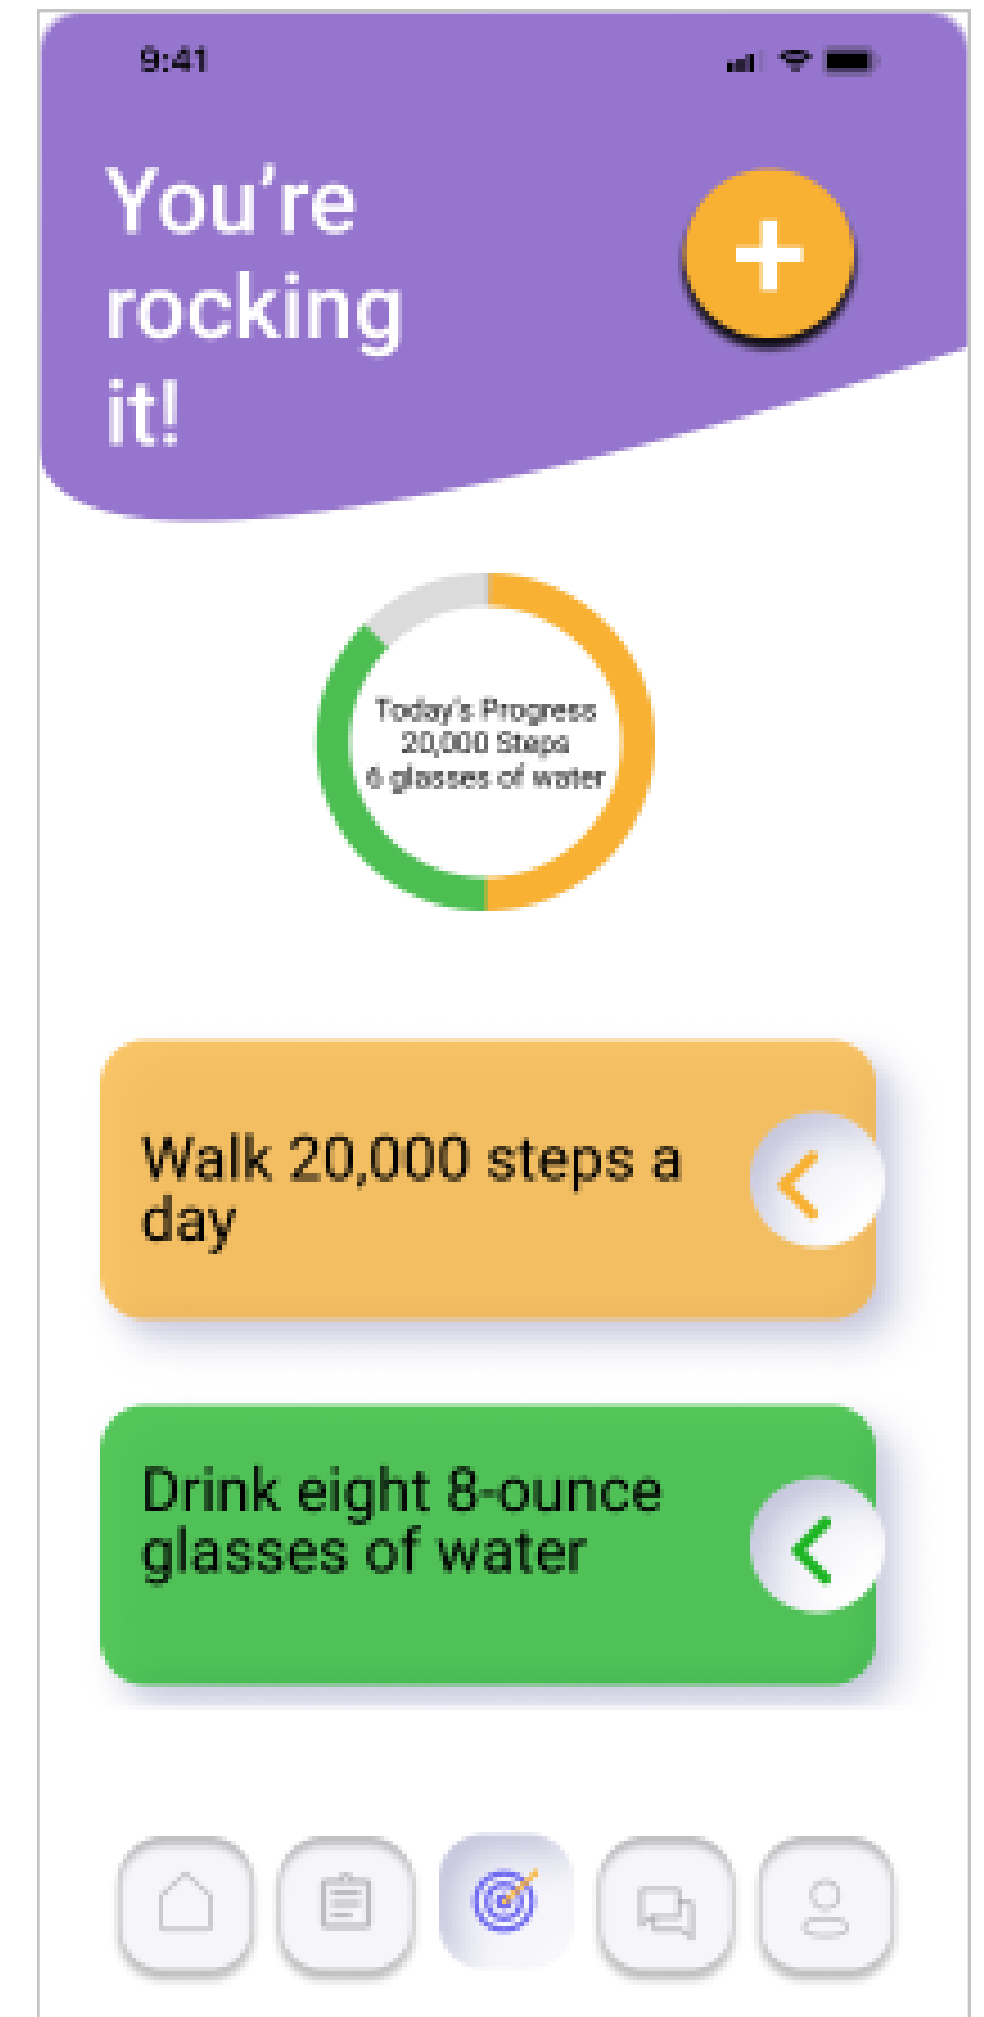 9:41
You’re
rocking
it!
Today's Progress
20,000 Steps
6 glasses of water
Walk 20,000 steps a
day
Drink eight 8-ounce
glasses of water